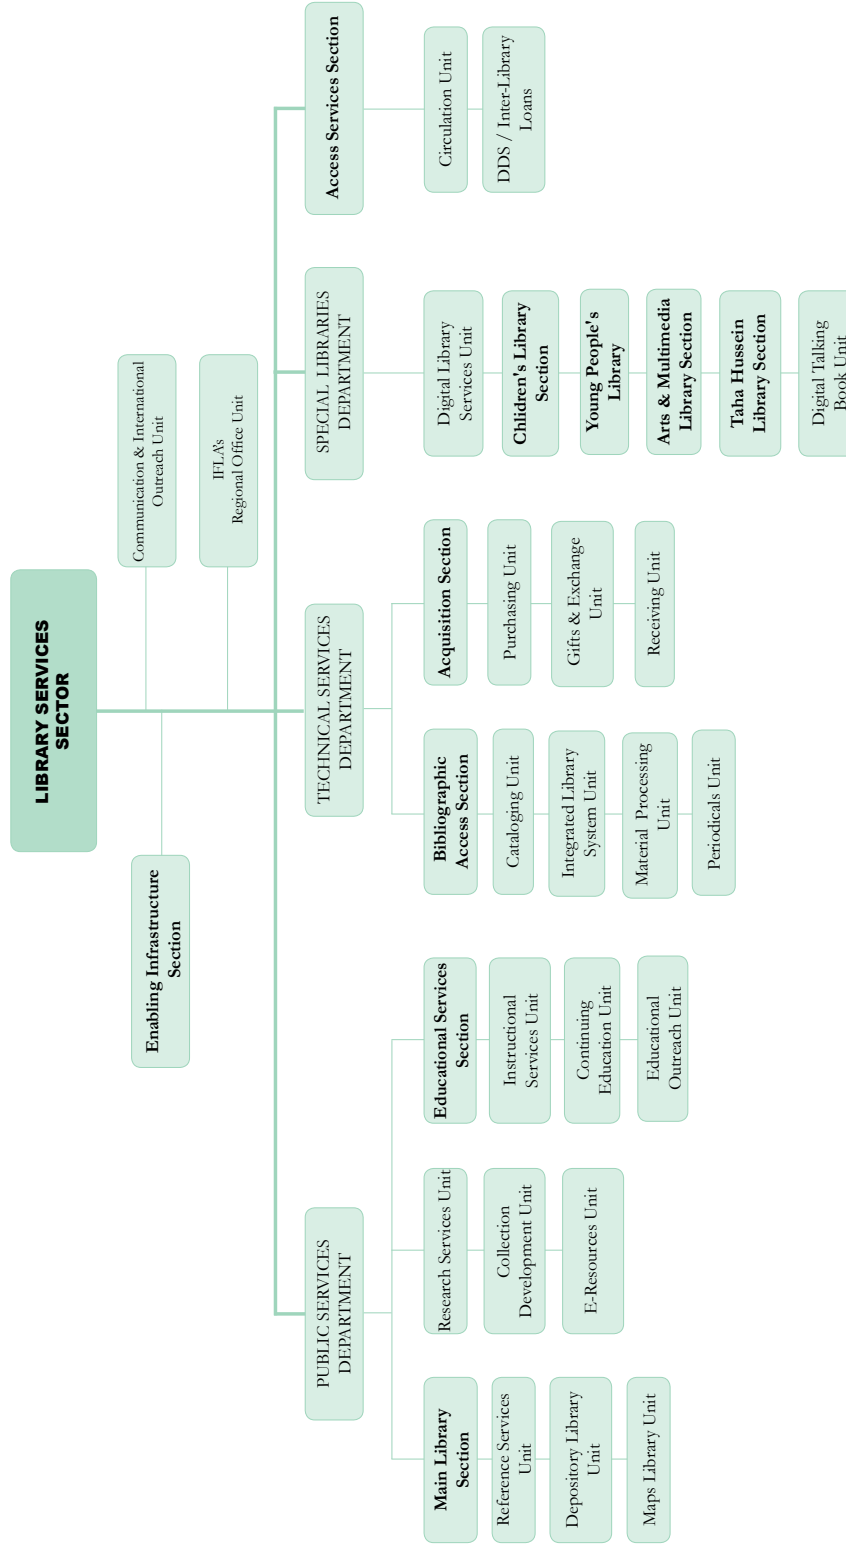 LIBRARY SERVICES
SECTOR
Enabling Infrastructure
Section
Communication & International
Outreach Unit
IFLA's
Regional Office Unit
PUBLIC SERVICES
DEPARTMENT
Main Library
Section
Reference Services
Unit
Depository Library
Unit
Maps Library Unit
Research Services Unit
Collection
Development Unit
E-Resources Unit
Educational Services
Section
Instructional
Services Unit
Continuing
Education Unit
Educational
Outreach Unit
TECHNICAL SERVICES
DEPARTMENT
Bibliographic
Access Section
Cataloging Unit
Integrated Library
System Unit
Material Processing
Unit
Periodicals Unit
Acquisition Section
Purchasing Unit
Gifts & Exchange
Unit
Receiving Unit
SPECIAL LIBRARIES
DEPARTMENT
Digital Library
Services Unit
Chlidren's Library
Section
Young People's
Library
Arts & Multimedia
Library Section
Taha Hussein
Library Section
Digital Talking
Book Unit
Access Services Section
Circulation Unit
DDS / Inter-Library
Loans